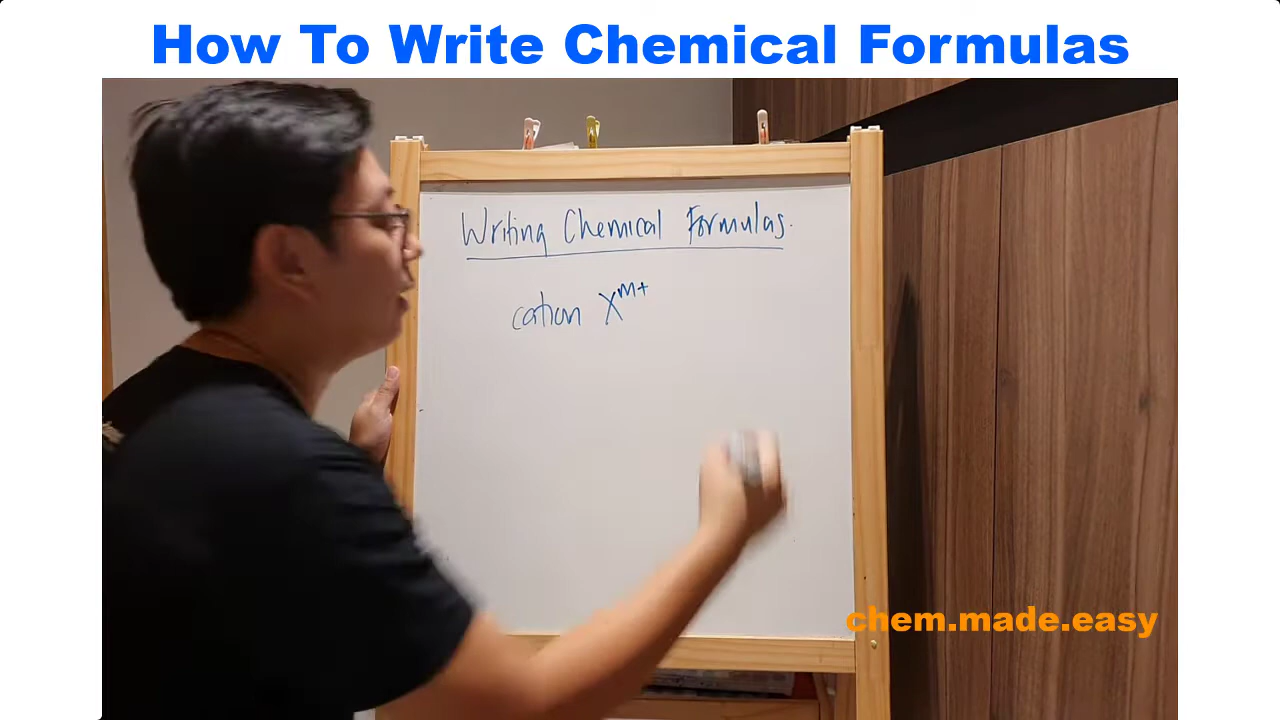 How To Write Chemical Formulas
Writing Chemical Formulas.
cation X^m+
chem.made.easy